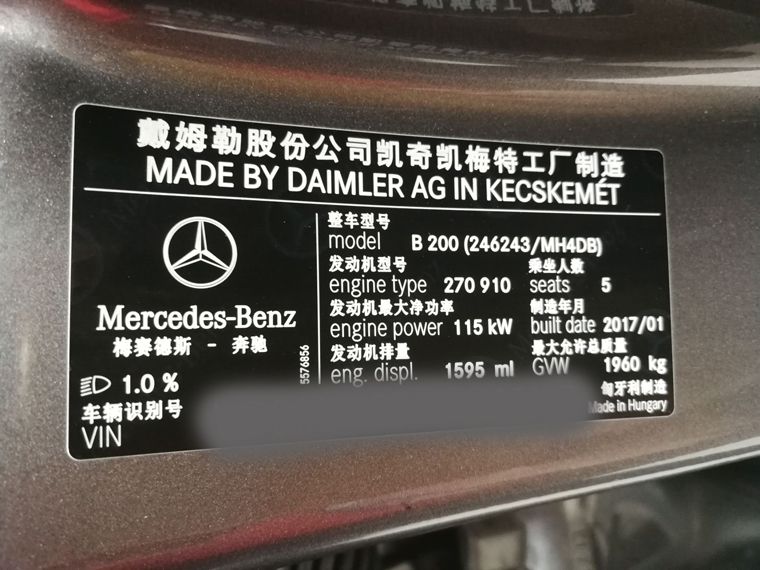 戴姆勒股份公司凯奇凯梅特工厂制造
MADE BY DAIMLER AG IN KECSKEMÉT
整车型号
model B 200 (246243/MH4DB)
发动机型号 乘坐人数
engine type 270 910 seats 5
发动机最大净功率 制造年月
engine power 115 kW built date 2017/01
发动机排量 最大允许总质量
eng. displ. 1595 ml GVW 1960 kg
匈牙利制造
Made in Hungary
Mercedes-Benz
梅赛德斯 - 奔驰
1.0 %
车辆识别号
VIN
5576856